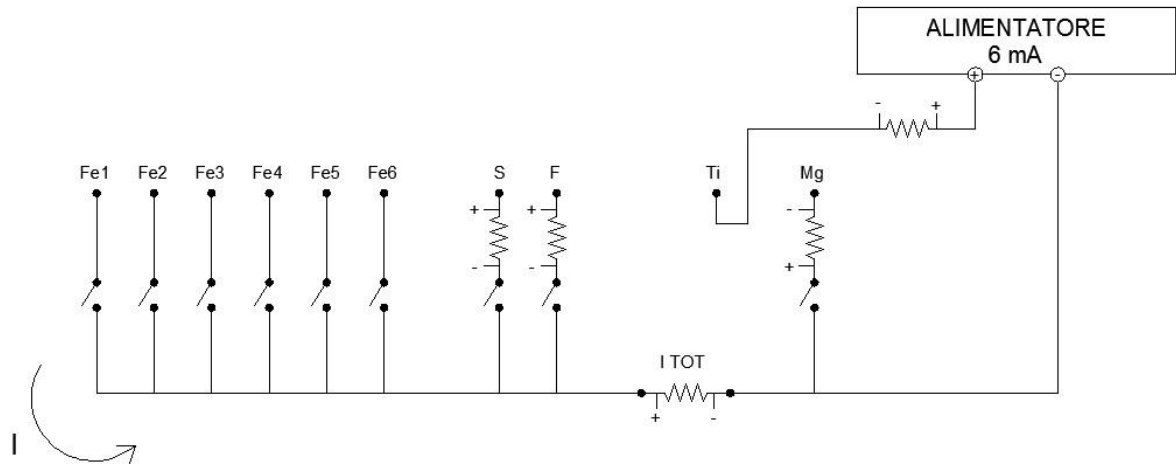 ALIMENTATORE
6 mA
+ -
- +
Fe1 Fe2 Fe3 Fe4 Fe5 Fe6 S F Ti Mg
+ + -
- - +
I TOT
+ -
I